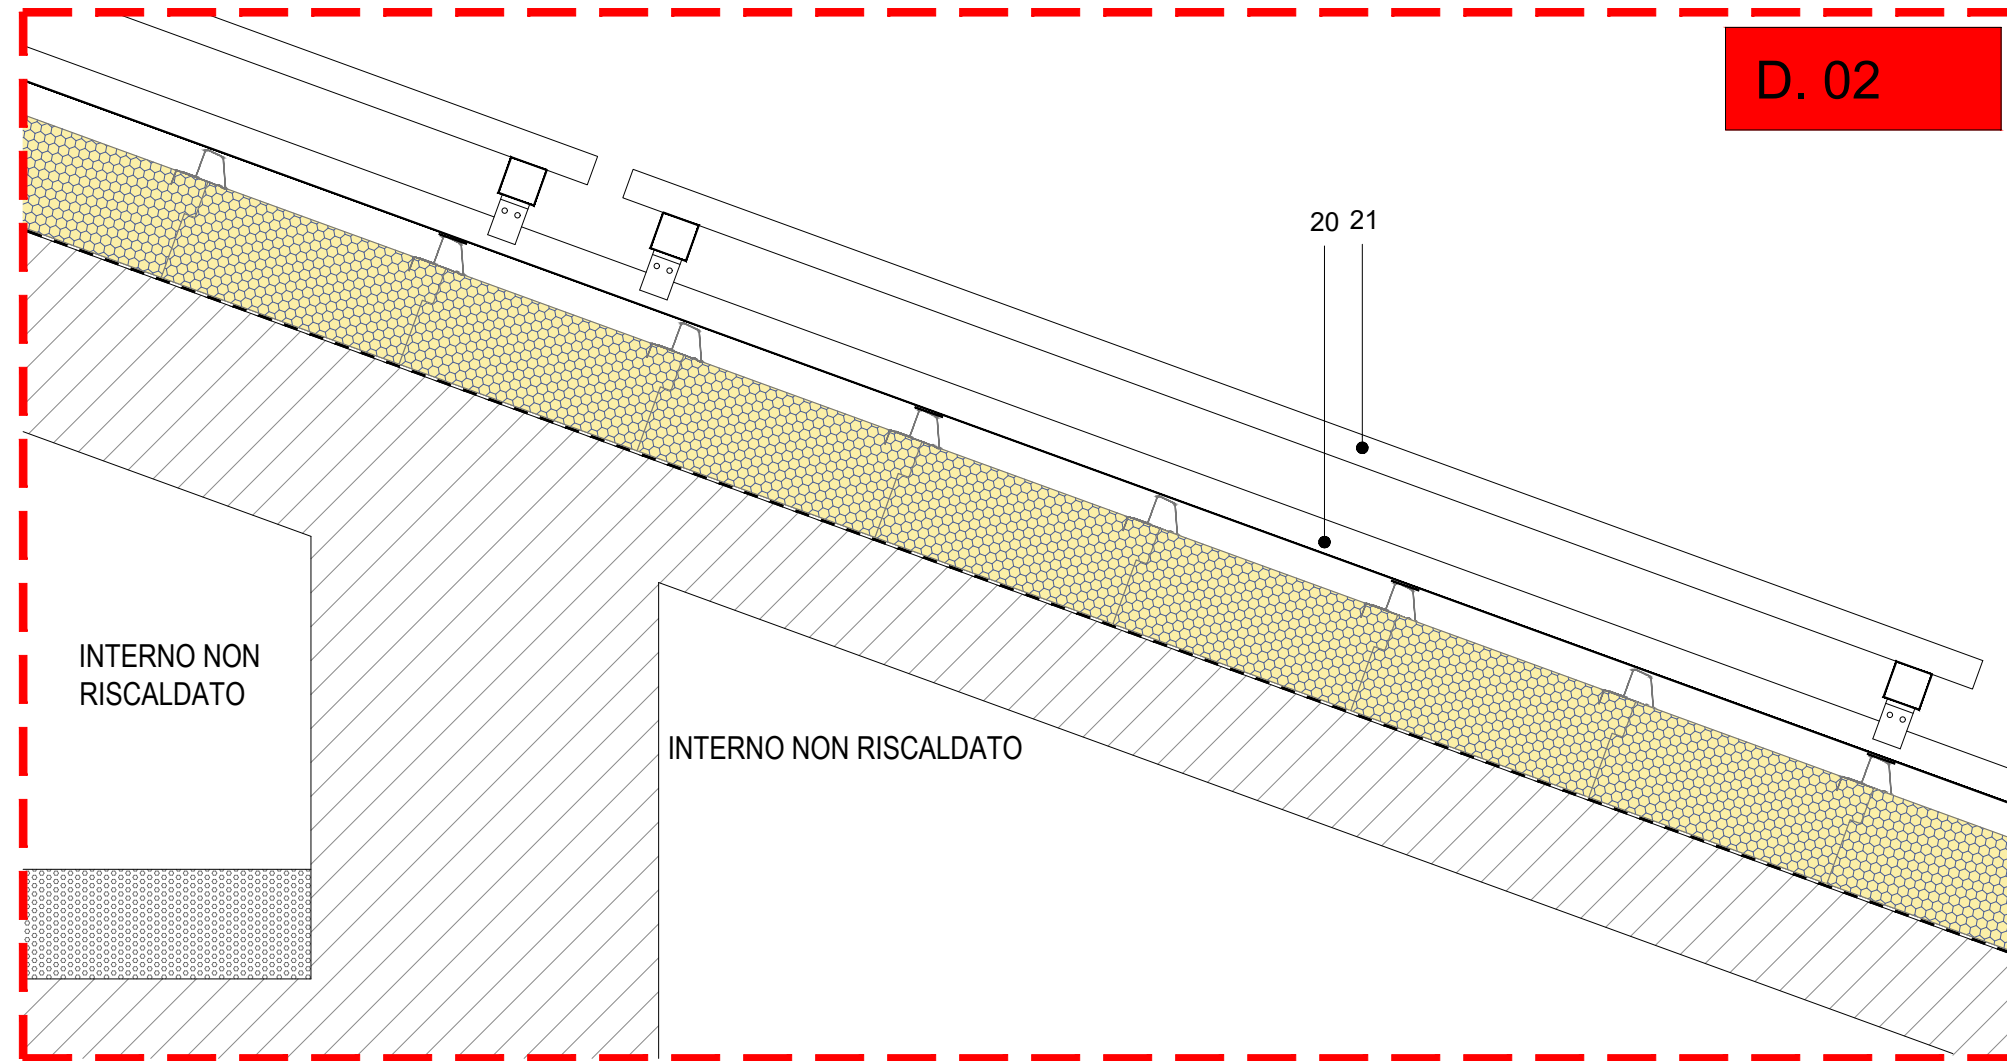 D. 02
20 21
INTERNO NON
RISCALDATO
INTERNO NON RISCALDATO